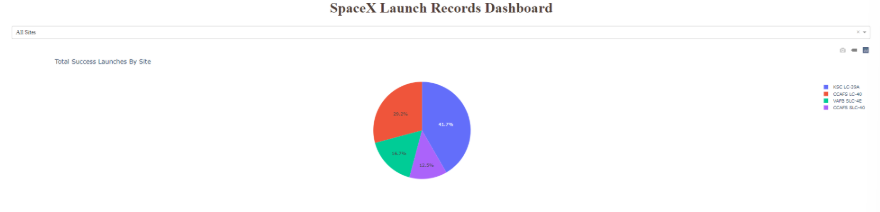 SpaceX Launch Records Dashboard
All Sites
Total Success Launches By Site
KSC LC-39A
CCAFS LC-40
VAFB SLC-4E
CCAFS SLC-40
29.2%
41.7%
16.7%
12.5%